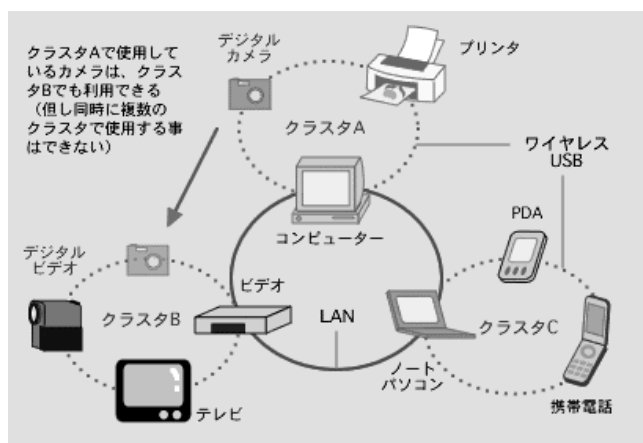 クラスタAで使用して
いるカメラは、クラス
タBでも利用できる
（但し同時に複数の
クラスタで使用する事
はできない）
デジタル
カメラ
プリンタ
クラスタA
ワイヤレス
USB
コンピューター
PDA
デジタル
ビデオ
ビデオ
クラスタB
LAN
クラスタC
ノート
パソコン
テレビ
携帯電話